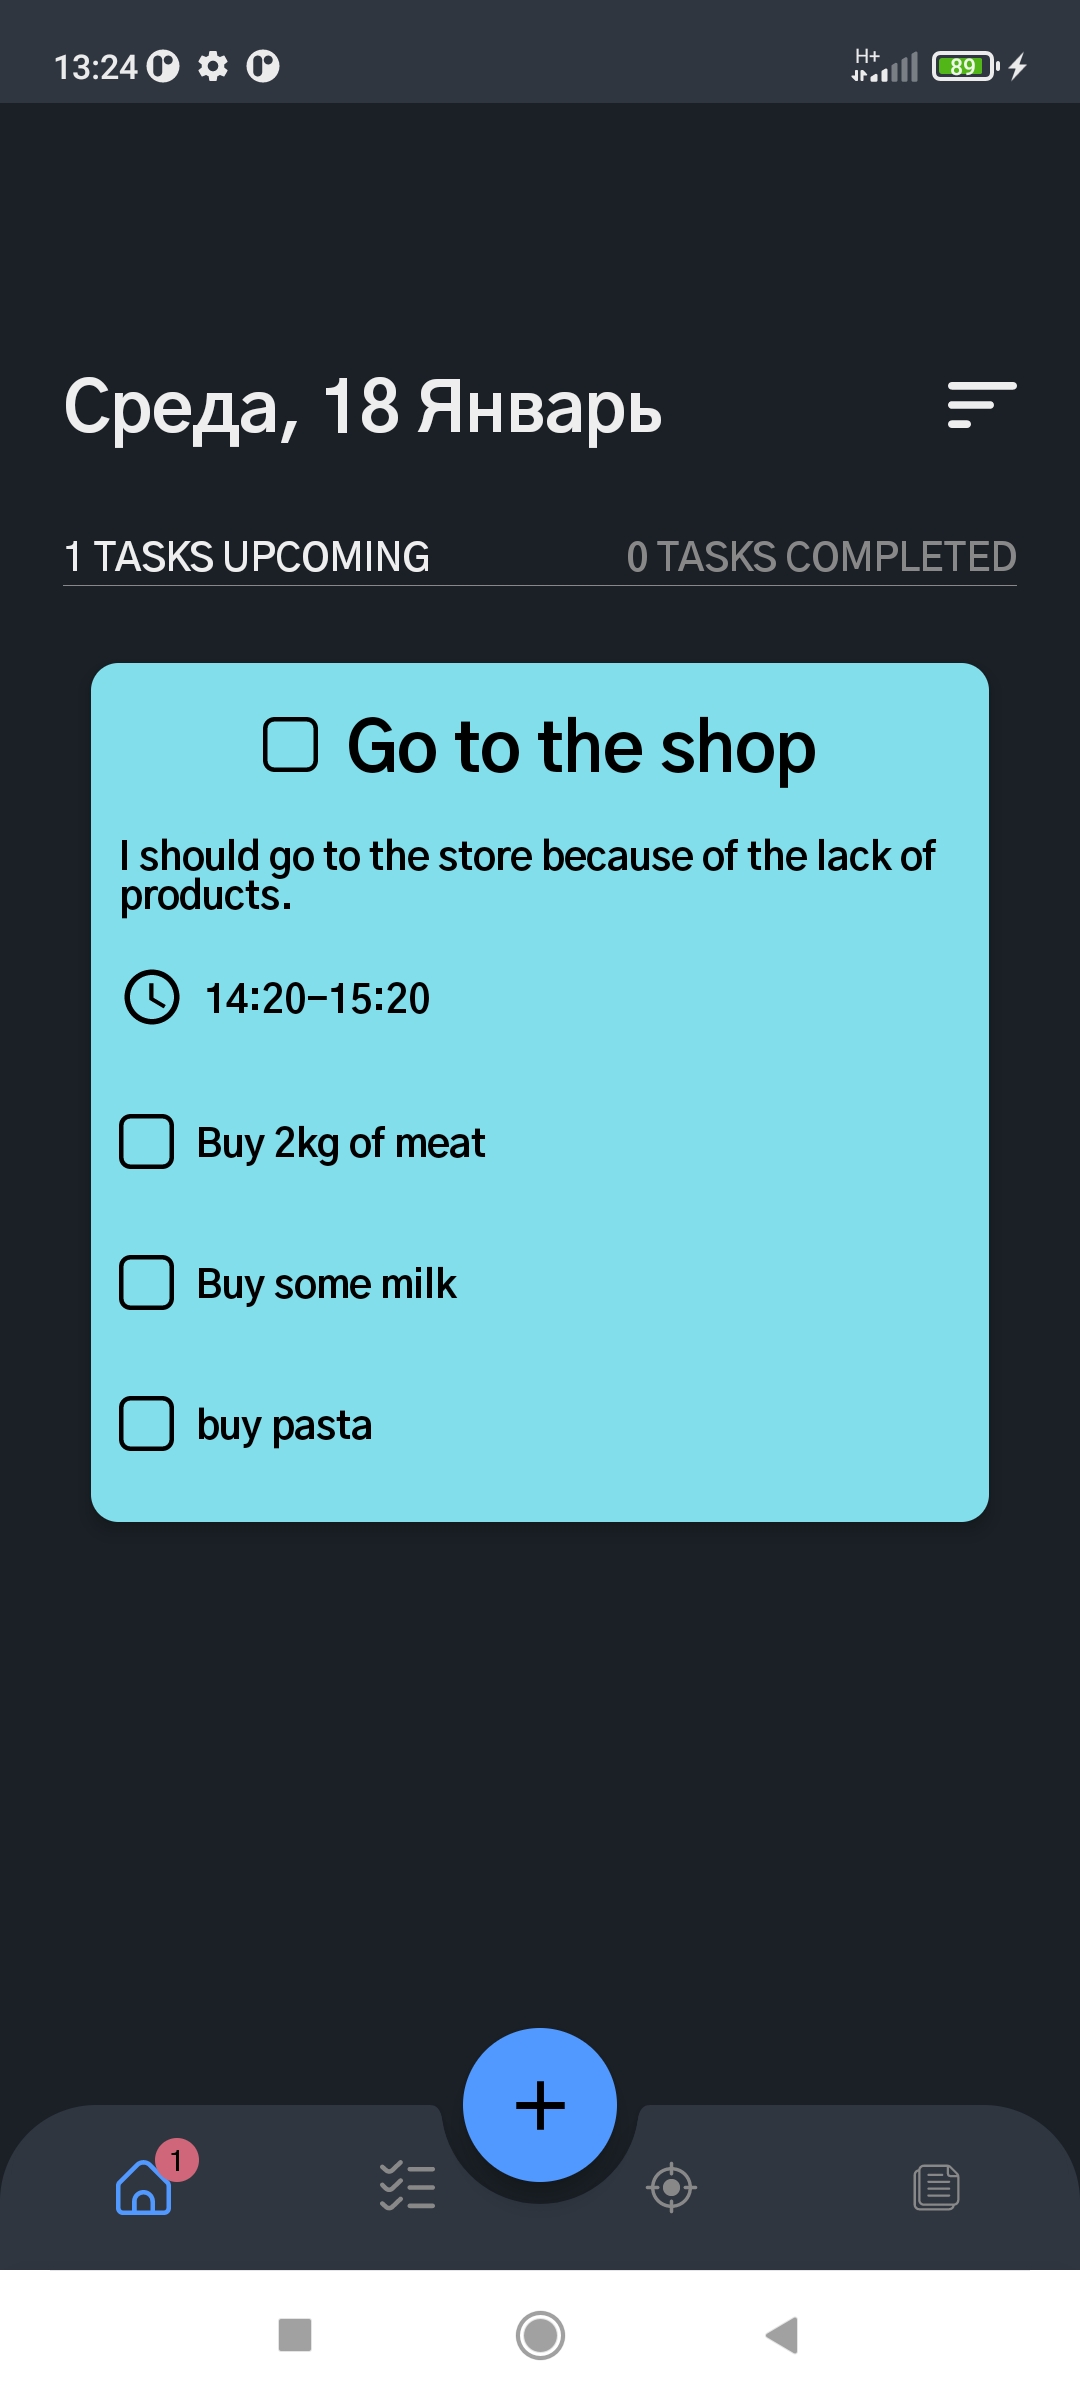 13:24 H+ 89
Среда, 18 Январь
1 TASKS UPCOMING 0 TASKS COMPLETED
Go to the shop
I should go to the store because of the lack of
products.
14:20-15:20
Buy 2kg of meat
Buy some milk
buy pasta
1